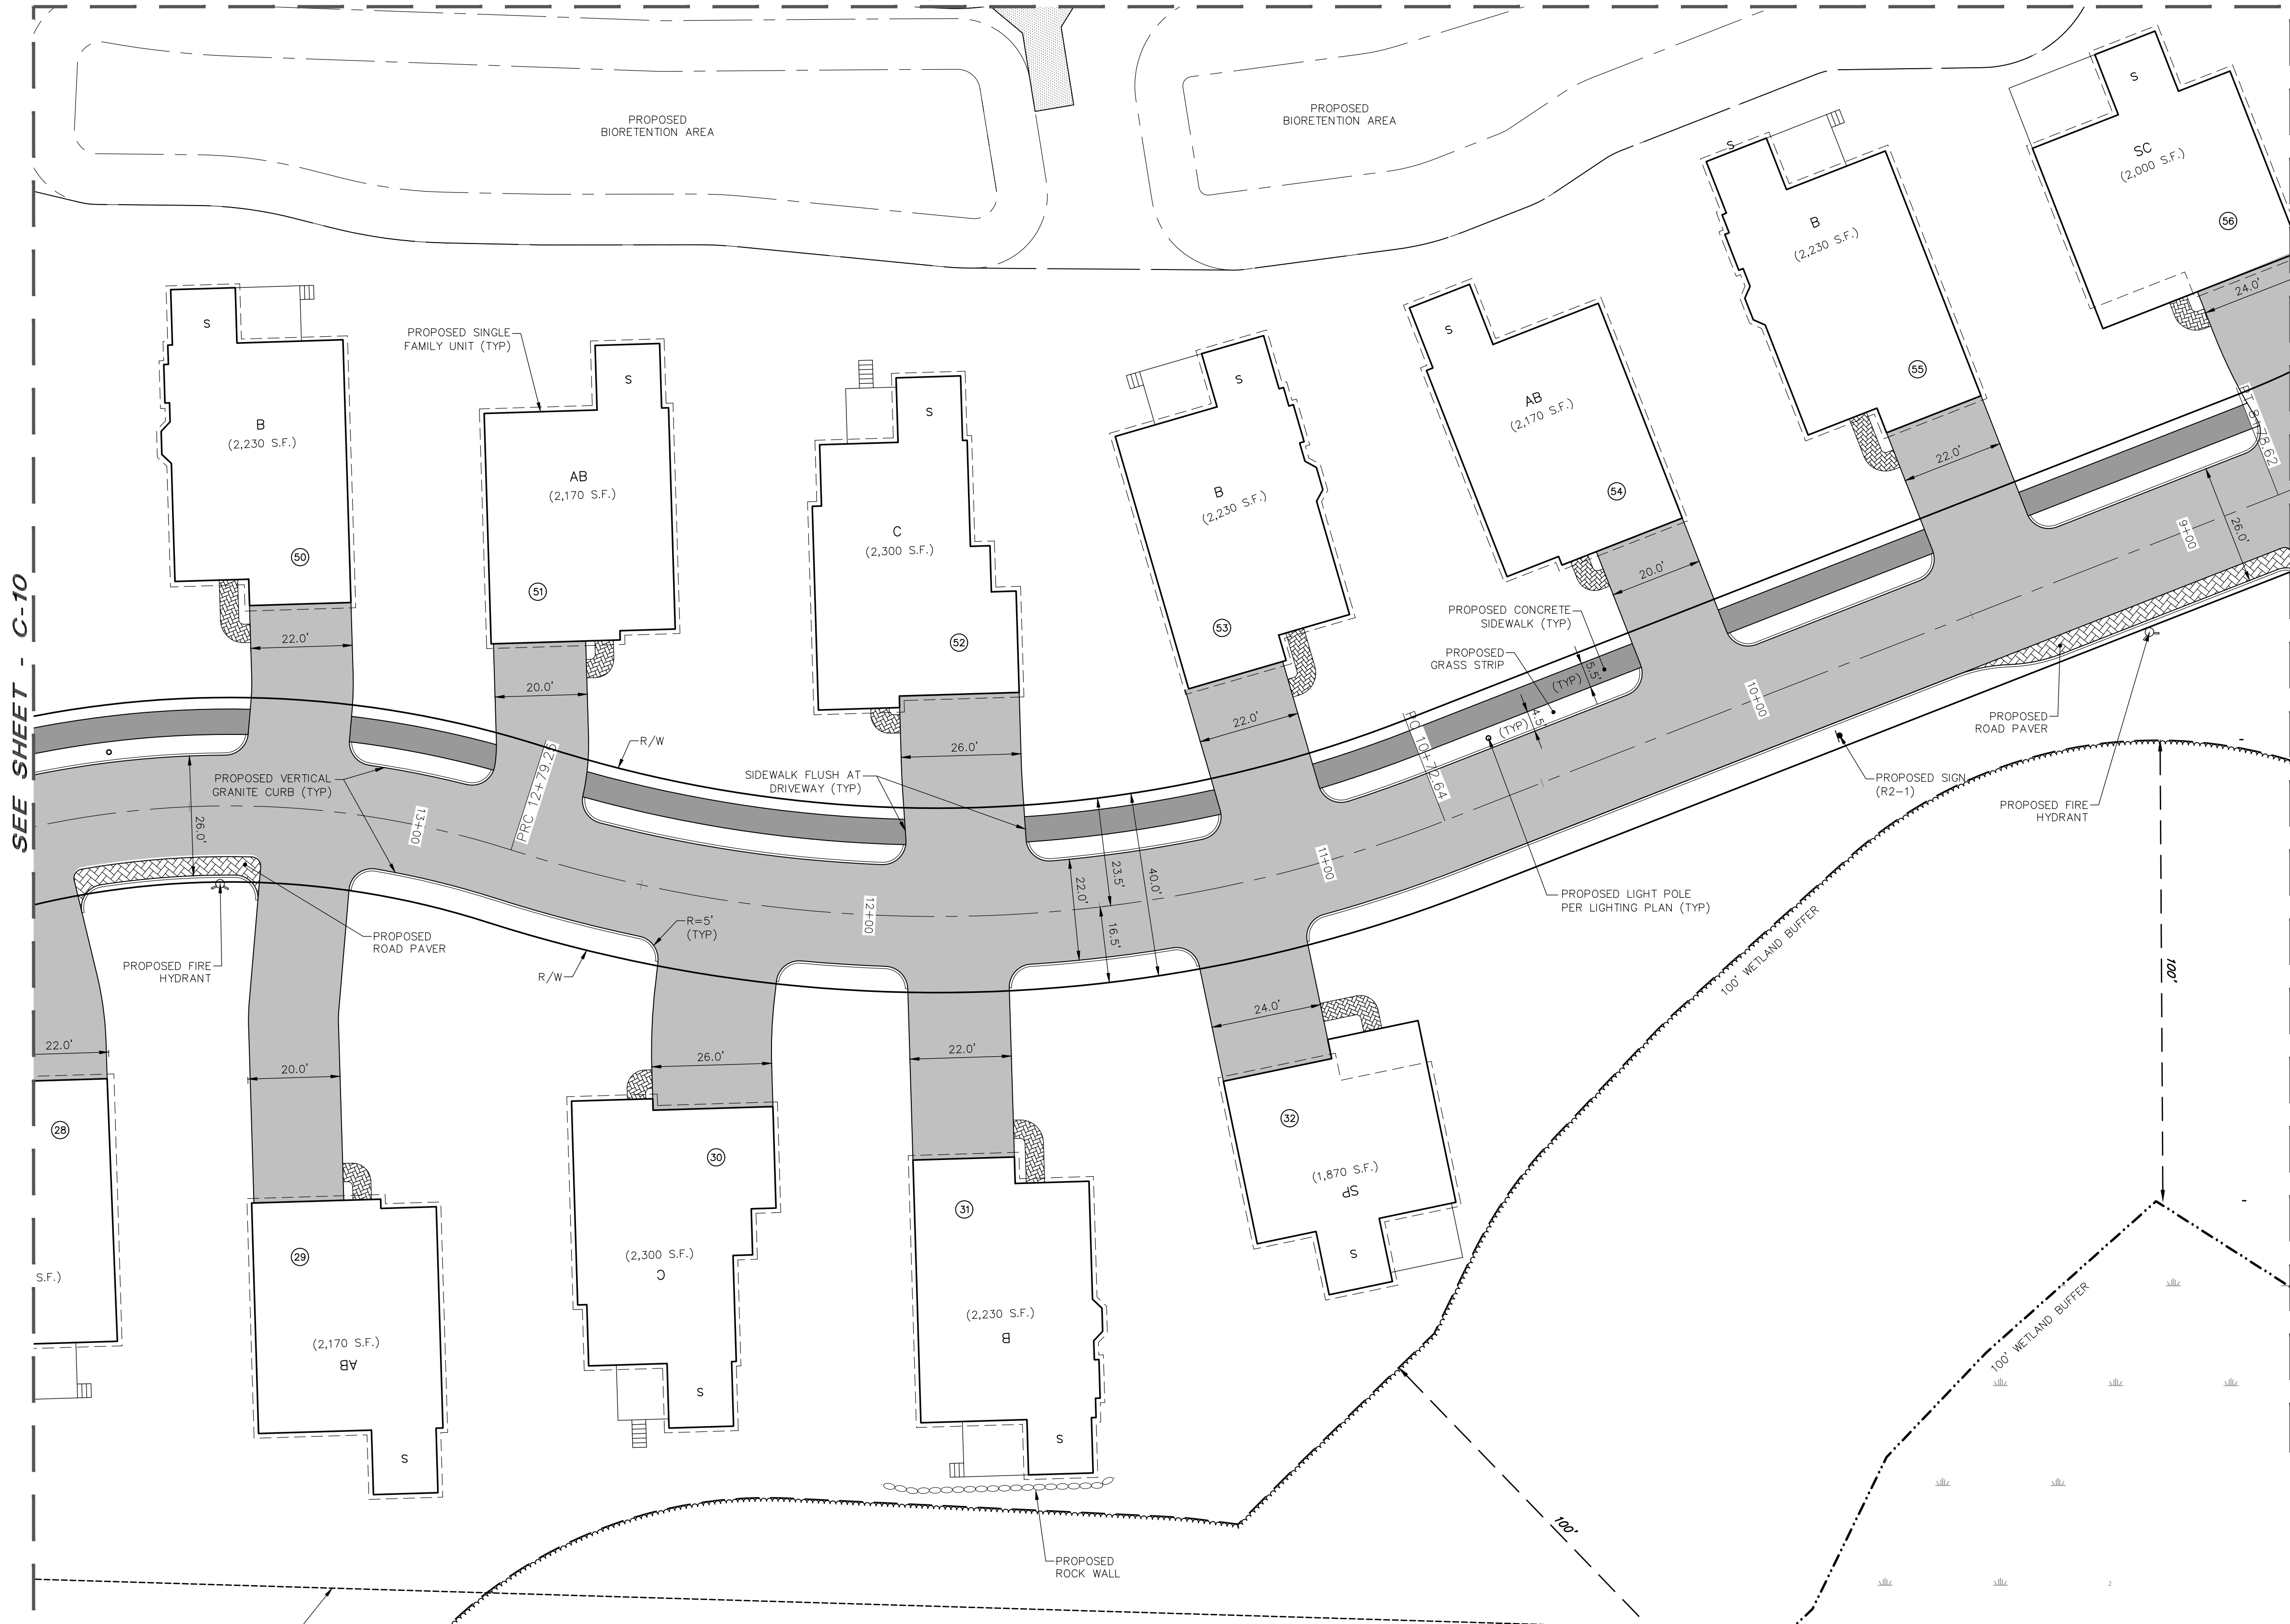 PROPOSED
BIORETENTION AREA
PROPOSED
BIORETENTION AREA
S
SC
(2,000 S.F.)
56
24.0'
S
B
(2,230 S.F.)
55
22.0'
S
B
(2,230 S.F.)
50
22.0'
PROPOSED SINGLE
FAMILY UNIT (TYP)
S
AB
(2,170 S.F.)
51
20.0'
S
C
(2,300 S.F.)
52
26.0'
S
B
(2,230 S.F.)
53
22.0'
S
AB
(2,170 S.F.)
54
20.0'
SEE SHEET - C-10
PROPOSED CONCRETE
SIDEWALK (TYP)
PROPOSED
GRASS STRIP
5.5'
(TYP)
4.5'
(TYP)
8+78.62
9+00
26.0'
10+00
PRC 10+72.64
11+00
12+00
PRC 12+79.25
13+00
26.0'
R/W
PROPOSED VERTICAL
GRANITE CURB (TYP)
SIDEWALK FLUSH AT
DRIVEWAY (TYP)
PROPOSED
ROAD PAVER
PROPOSED SIGN
(R2-1)
PROPOSED FIRE
HYDRANT
22.0'
23.5'
40.0'
16.5'
PROPOSED LIGHT POLE
PER LIGHTING PLAN (TYP)
R=5'
(TYP)
R/W
PROPOSED
ROAD PAVER
PROPOSED FIRE
HYDRANT
100' WETLAND BUFFER
100'
22.0'
28
S.F.)
20.0'
29
(2,170 S.F.)
AB
S
26.0'
30
(2,300 S.F.)
C
S
22.0'
31
(2,230 S.F.)
B
S
24.0'
32
(1,870 S.F.)
SP
S
100' WETLAND BUFFER
100'
PROPOSED
ROCK WALL